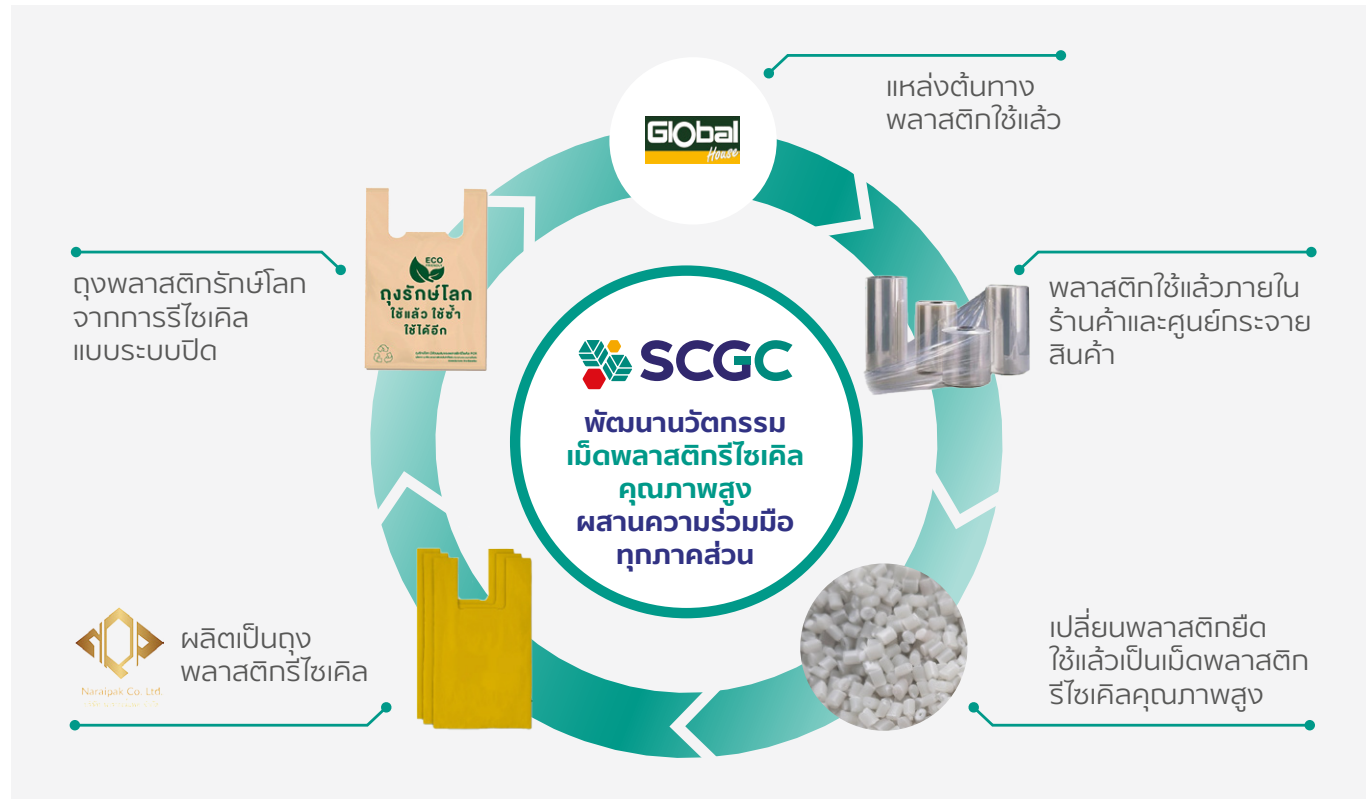 Global
House
แหล่งต้นทาง
พลาสติกใช้แล้ว
พลาสติกใช้แล้วภายใน
ร้านค้าและศูนย์กระจาย
สินค้า
เปลี่ยนพลาสติกยืด
ใช้แล้วเป็นเม็ดพลาสติก
รีไซเคิลคุณภาพสูง
Naraipak Co. Ltd.
ผลิตเป็นถุง
พลาสติกรีไซเคิล
ถุงพลาสติกรักษ์โลก
จากการรีไซเคิล
แบบระบบปิด
ECO
ถุงรักษ์โลก
ใช้แล้ว ใช้ซ้ำ
ใช้ได้อีก
SCGC
พัฒนานวัตกรรม
เม็ดพลาสติกรีไซเคิล
คุณภาพสูง
ผสานความร่วมมือ
ทุกภาคส่วน